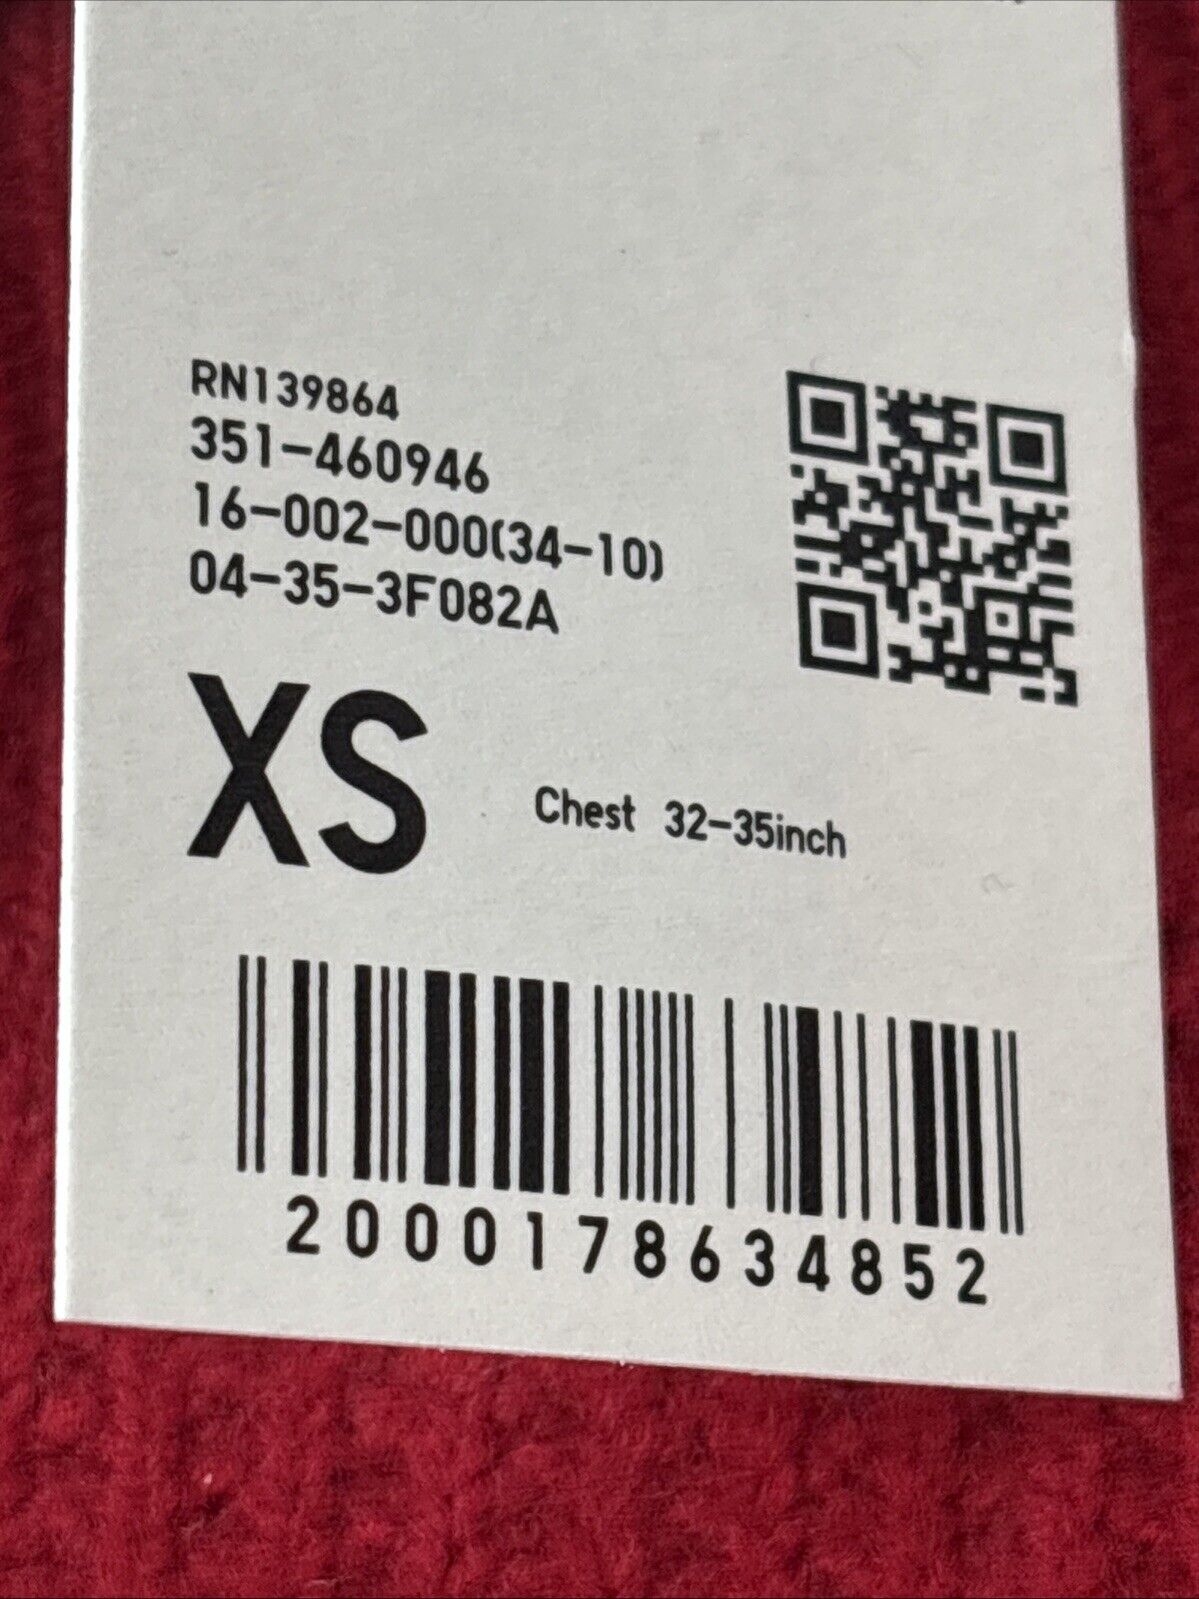 RN139864
351-460946
16-002-000(34-10)
04-35-3F082A
XS
Chest 32-35inch
2000178634852